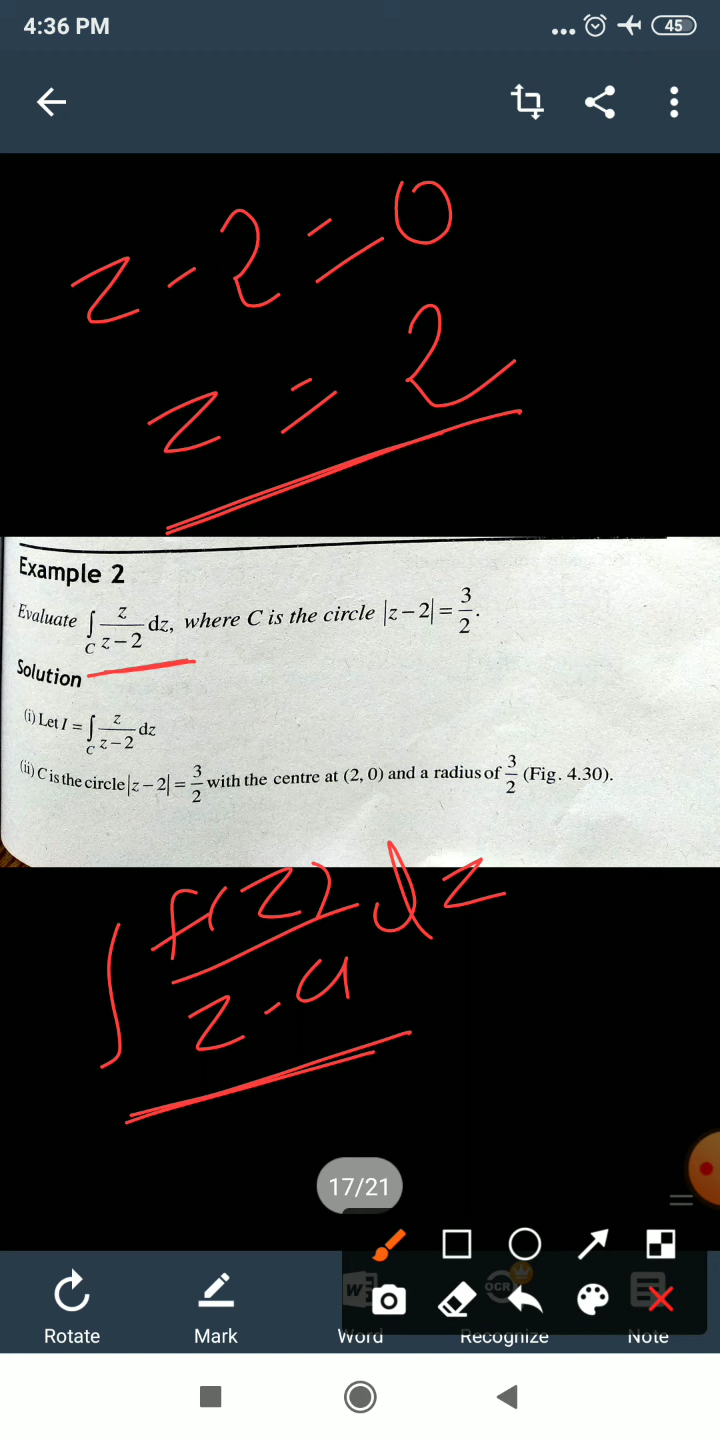 4:36 PM
45
z - 2 = 0
z = 2
Example 2
Evaluate ∫_C z/(z-2) dz, where C is the circle |z-2| = 3/2.
Solution
(i) Let I = ∫_C z/(z-2) dz
(ii) C is the circle |z-2| = 3/2 with the centre at (2, 0) and a radius of 3/2 (Fig. 4.30).
∫ f(z)/(z-a) dz
17/21
W
OCR
Rotate
Mark
Word
Recognize
Note